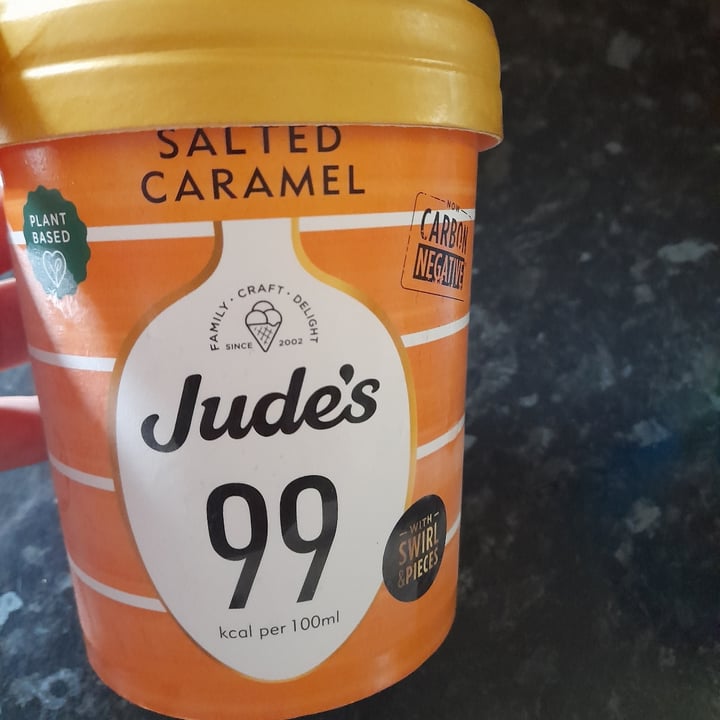 SALTED
CARAMEL
PLANT
BASED
NOW
CARBON
NEGATIVE
FAMILY · CRAFT · DELIGHT
SINCE 2002
Jude's
99
kcal per 100ml
- WITH -
SWIRL
& PIECES